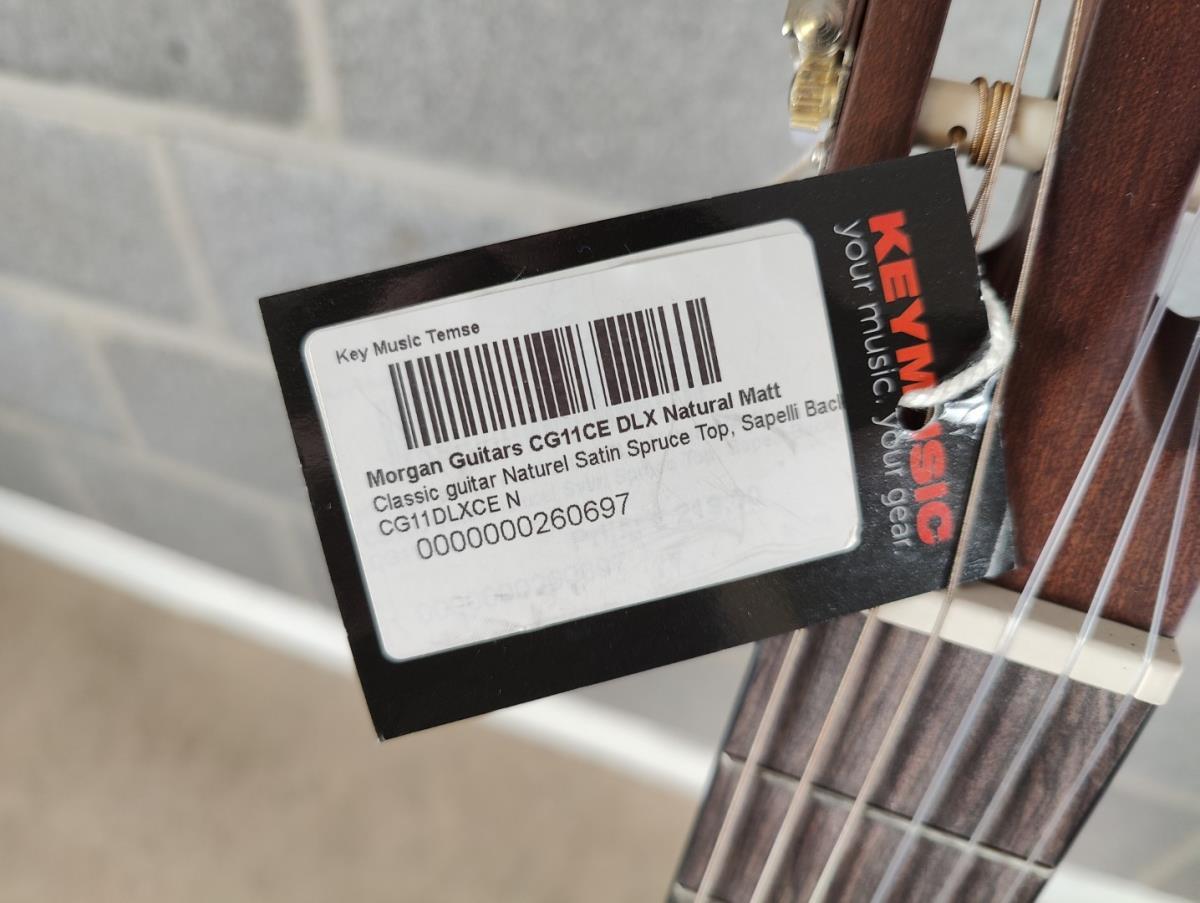 Key Music Temse
Morgan Guitars CG11CE DLX Natural Matt
Classic guitar Naturel Satin Spruce Top, Sapelli Back
CG11DLXCE N
0000000260697
KEYMUSIC
your music. your gear